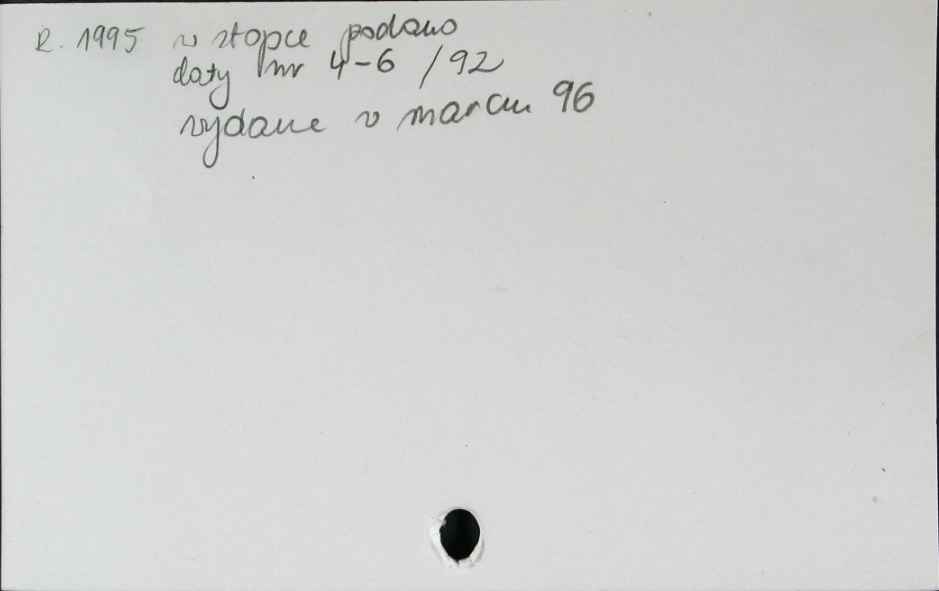 R. 1995 w stopce podano
daty nr 4-6 /92
wydane w marcu 96